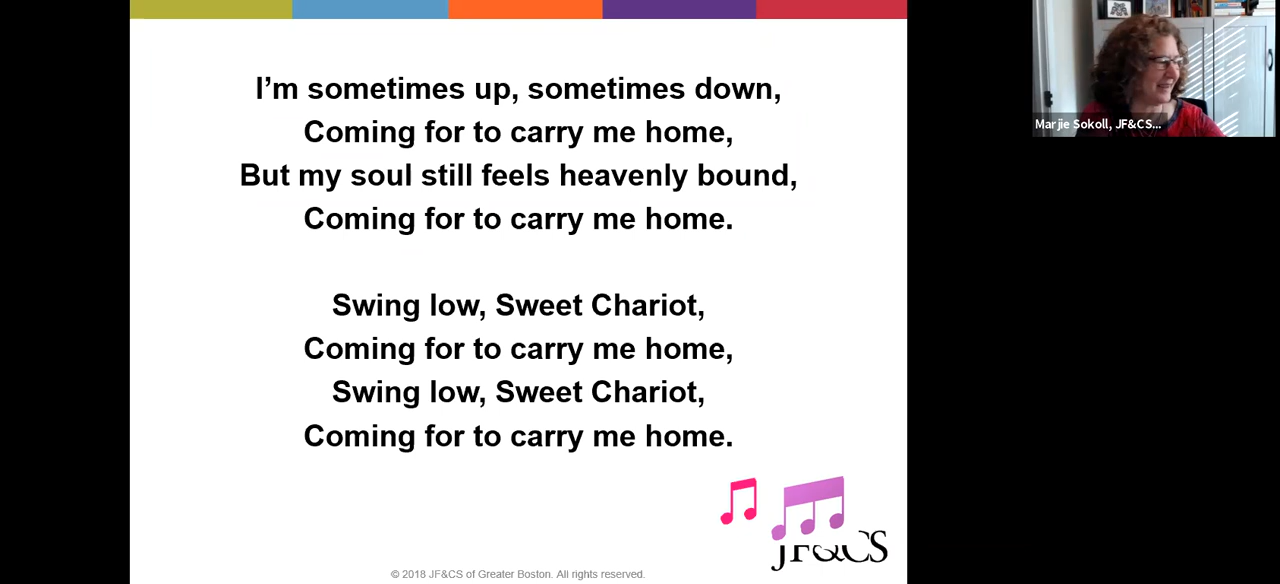 I'm sometimes up, sometimes down,
Coming for to carry me home,
But my soul still feels heavenly bound,
Coming for to carry me home.
Swing low, Sweet Chariot,
Coming for to carry me home,
Swing low, Sweet Chariot,
Coming for to carry me home.
JF&CS
© 2018 JF&CS of Greater Boston. All rights reserved.
Marjie Sokoll, JF&CS...